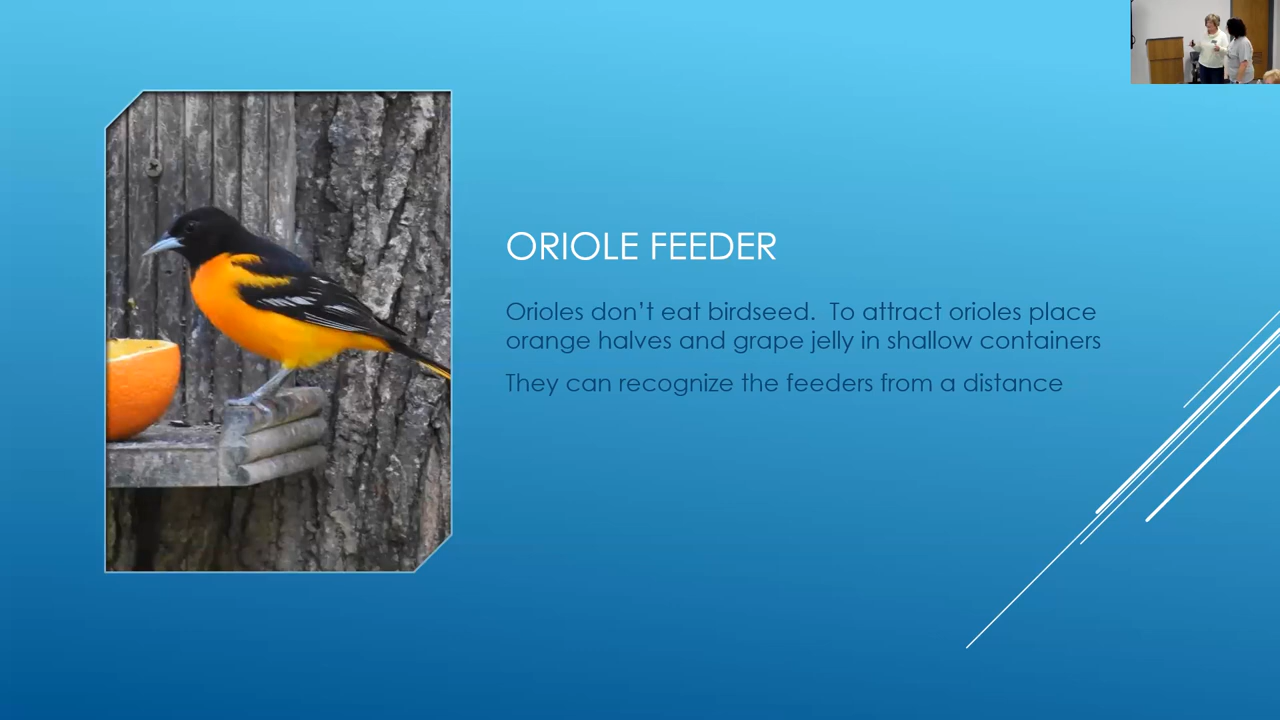 ORIOLE FEEDER
Orioles don’t eat birdseed.  To attract orioles place
orange halves and grape jelly in shallow containers
They can recognize the feeders from a distance